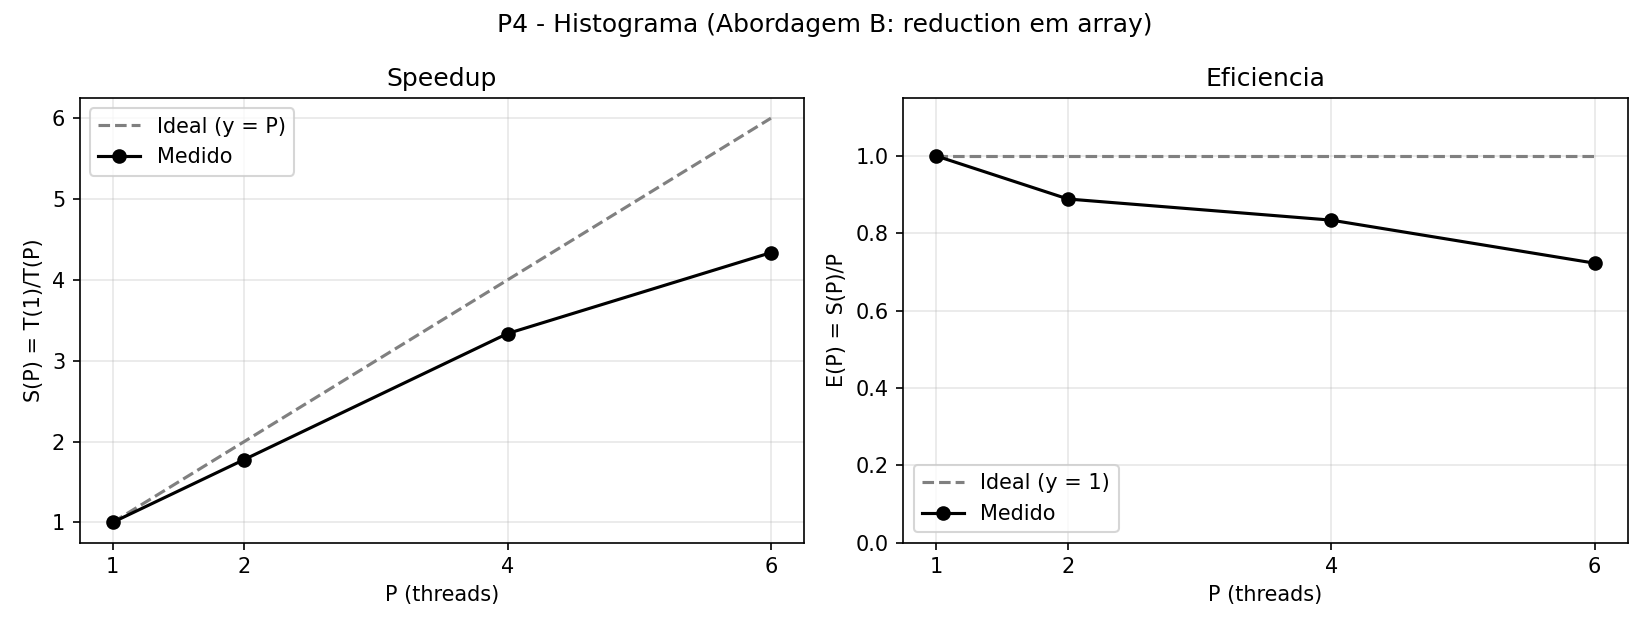 P4 - Histograma (Abordagem B: reduction em array)
Speedup
6
5
4
3
2
1
S(P) = T(1)/T(P)
Ideal (y = P)
Medido
1 2 4 6
P (threads)
Eficiencia
1.0
0.8
0.6
0.4
0.2
0.0
E(P) = S(P)/P
Ideal (y = 1)
Medido
1 2 4 6
P (threads)